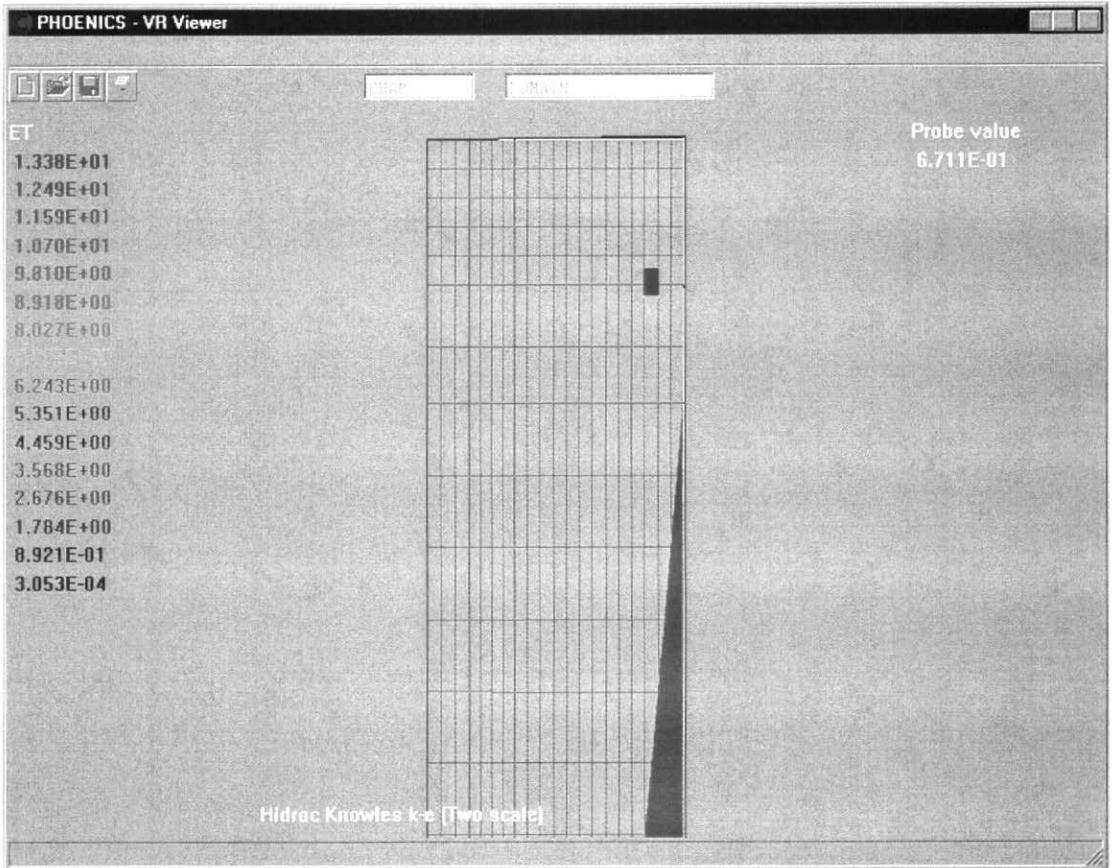 PHOENICS - VR Viewer
CHAM DOMAIN
ET
1.338E+01
1.249E+01
1.159E+01
1.070E+01
9.810E+00
8.918E+00
8.027E+00
6.243E+00
5.351E+00
4.459E+00
3.568E+00
2.676E+00
1.784E+00
8.921E-01
3.053E-04
Probe value
6.711E-01
Hidroc Knowles k-e [Two scale]